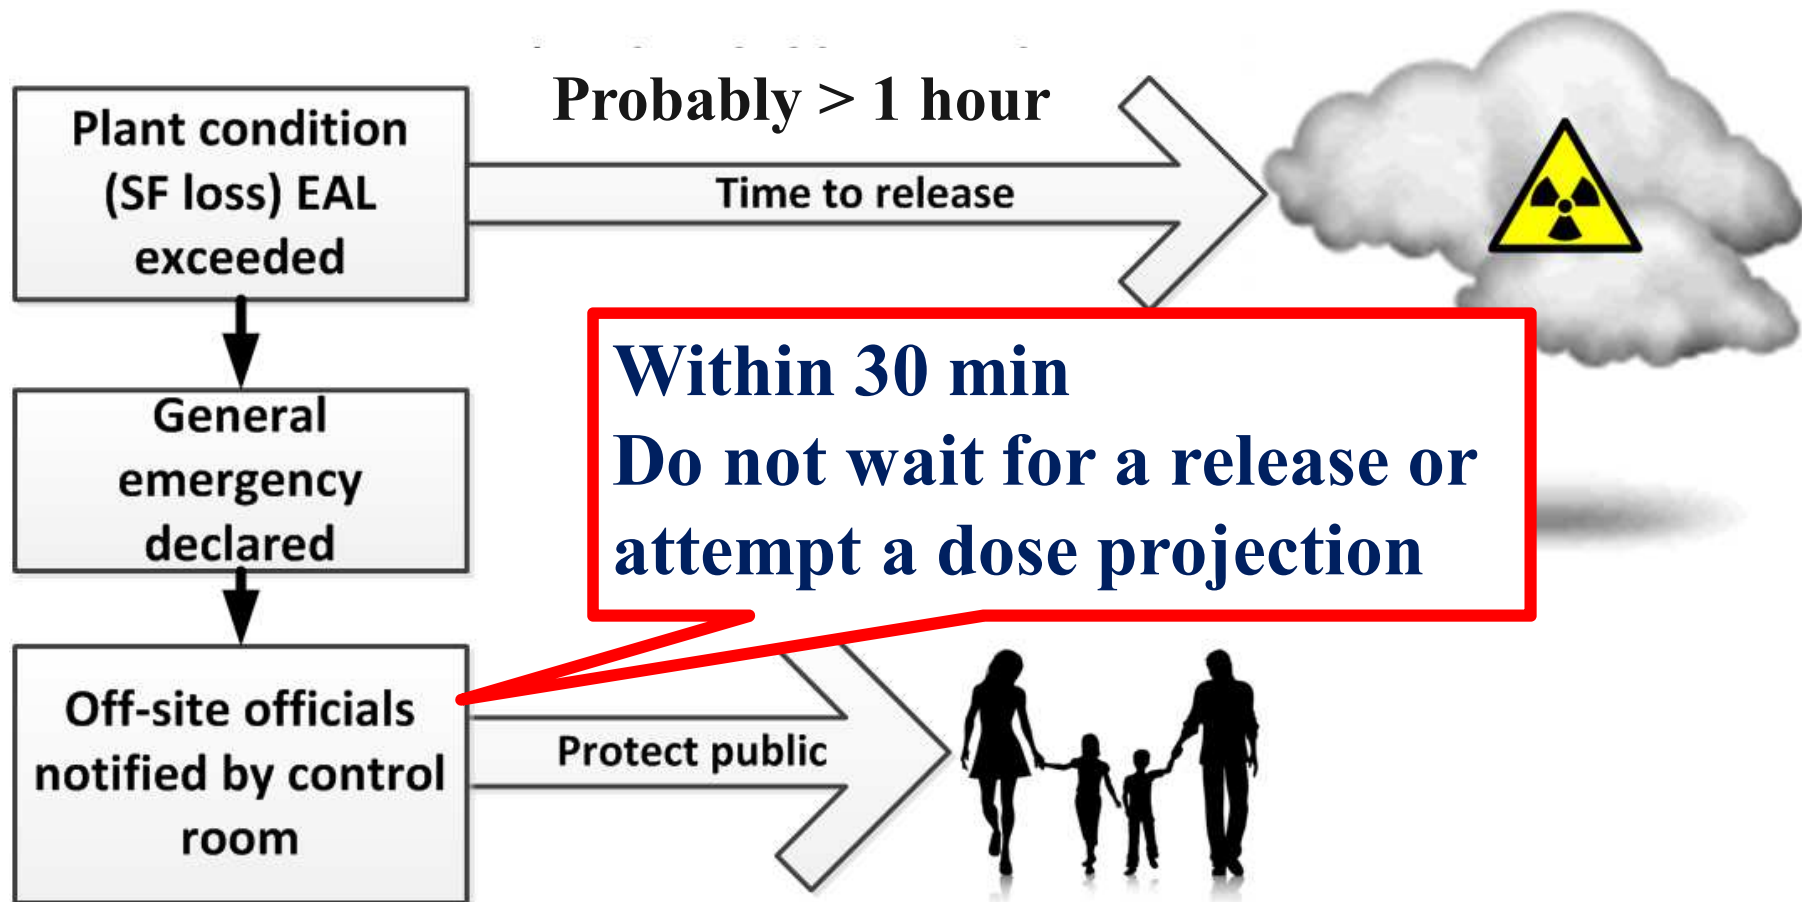 Probably > 1 hour
Plant condition
(SF loss) EAL
exceeded
Time to release
Within 30 min
Do not wait for a release or
attempt a dose projection
General
emergency
declared
Off-site officials
notified by control
room
Protect public